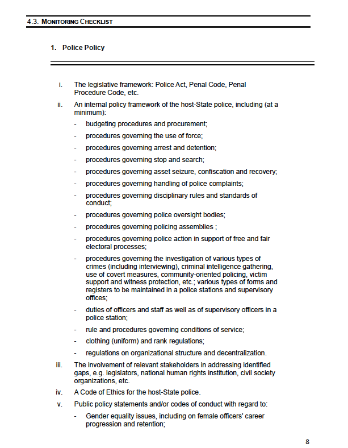 4.3. MONITORING CHECKLIST
1. Police Policy
i. The legislative framework: Police Act, Penal Code, Penal
Procedure Code, etc.
ii. An internal policy framework of the host-State police, including (at a
minimum):
- budgeting procedures and procurement;
- procedures governing the use of force;
- procedures governing arrest and detention;
- procedures governing stop and search;
- procedures governing asset seizure, confiscation and recovery;
- procedures governing handling of police complaints;
- procedures governing disciplinary rules and standards of
conduct;
- procedures governing police oversight bodies;
- procedures governing policing assemblies ;
- procedures governing police action in support of free and fair
electoral processes;
- procedures governing the investigation of various types of
crimes (including interviewing), criminal intelligence gathering,
use of covert measures, community-oriented policing, victim
support and witness protection, etc.; various types of forms and
registers to be maintained in a police stations and supervisory
offices;
- duties of officers and staff as well as of supervisory officers in a
police station;
- rule and procedures governing conditions of service;
- clothing (uniform) and rank regulations;
- regulations on organizational structure and decentralization
iii. The involvement of relevant stakeholders in addressing identified
gaps, e.g. legislators, national human rights institution, civil society
organizations, etc.
iv. A Code of Ethics for the host-State police.
v. Public policy statements and/or codes of conduct with regard to:
- Gender equality issues, including on female officers' career
progression and retention;
8